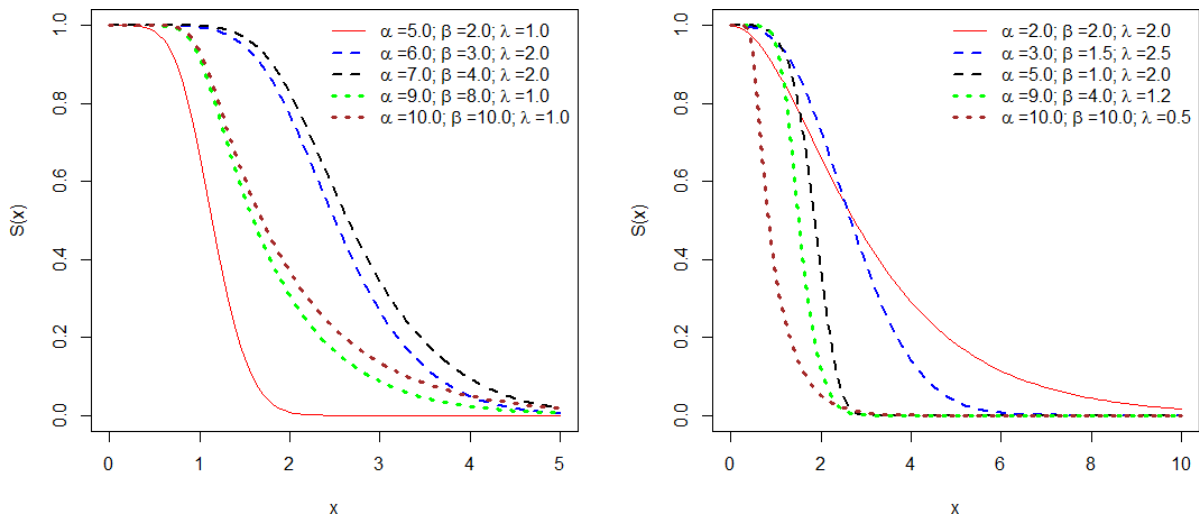 α =5.0; β =2.0; λ =1.0
α =6.0; β =3.0; λ =2.0
α =7.0; β =4.0; λ =2.0
α =9.0; β =8.0; λ =1.0
α =10.0; β =10.0; λ =1.0
S(x)
1.0
0.8
0.6
0.4
0.2
0.0
0 1 2 3 4 5
x
α =2.0; β =2.0; λ =2.0
α =3.0; β =1.5; λ =2.5
α =5.0; β =1.0; λ =2.0
α =9.0; β =4.0; λ =1.2
α =10.0; β =10.0; λ =0.5
S(x)
1.0
0.8
0.6
0.4
0.2
0.0
0 2 4 6 8 10
x